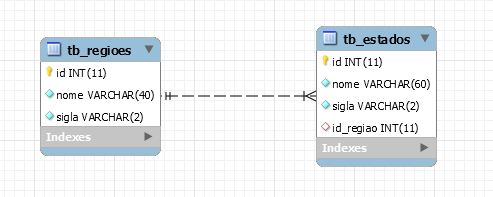 tb_regioes
id INT(11)
nome VARCHAR(40)
sigla VARCHAR(2)
Indexes
tb_estados
id INT(11)
nome VARCHAR(60)
sigla VARCHAR(2)
id_regiao INT(11)
Indexes